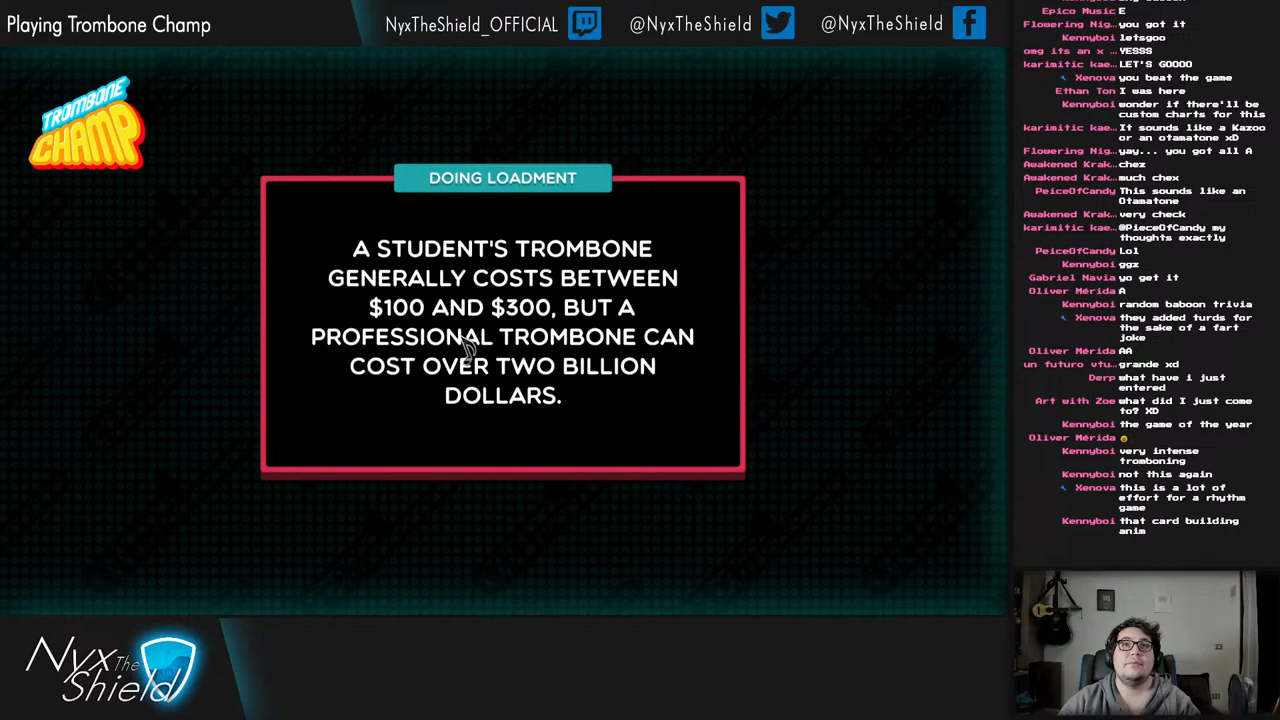 Playing Trombone Champ
NyxTheShield_OFFICIAL
@NyxTheShield
@NyxTheShield
TROMBONE
CHAMP
DOING LOADMENT
A STUDENT'S TROMBONE
GENERALLY COSTS BETWEEN
$100 AND $300, BUT A
PROFESSIONAL TROMBONE CAN
COST OVER TWO BILLION
DOLLARS.
Nyx The
Shield
Epico Music E
Flowering Nig… you got it
Kennyboi letsgoo
omg its an x … YESSS
karimitic kae… LET'S GOOOO
Xenova you beat the game
Ethan Ton I was here
Kennyboi wonder if there'll be
custom charts for this
karimitic kae… It sounds like a Kazoo
or an otamatone xD
Flowering Nig… yay... you got all A
Awakened Krak… chez
Awakened Krak… much chex
PeiceOfCandy This sounds like an
Otamatone
Awakened Krak… very check
karimitic kae… @PieceOfCandy my
thoughts exactly
PeiceOfCandy Lol
Kennyboi ggz
Gabriel Navia yo get it
Oliver Mérida A
Kennyboi random baboon trivia
Xenova they added turds for
the sake of a fart
joke
Oliver Mérida AA
un futuro vtu… grande xd
Derp what have i just
entered
Art with Zoe what did I just come
to? XD
Kennyboi the game of the year
Oliver Mérida
Kennyboi very intense
tromboning
Kennyboi not this again
Xenova this is a lot of
effort for a rhythm
game
Kennyboi that card building
anim